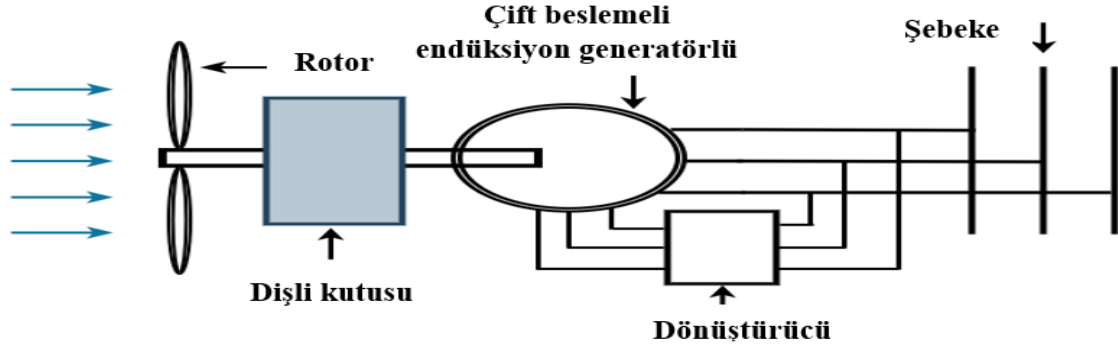 Çift beslemeli
endüksiyon generatörlü
Şebeke
Rotor
Dişli kutusu
Dönüştürücü